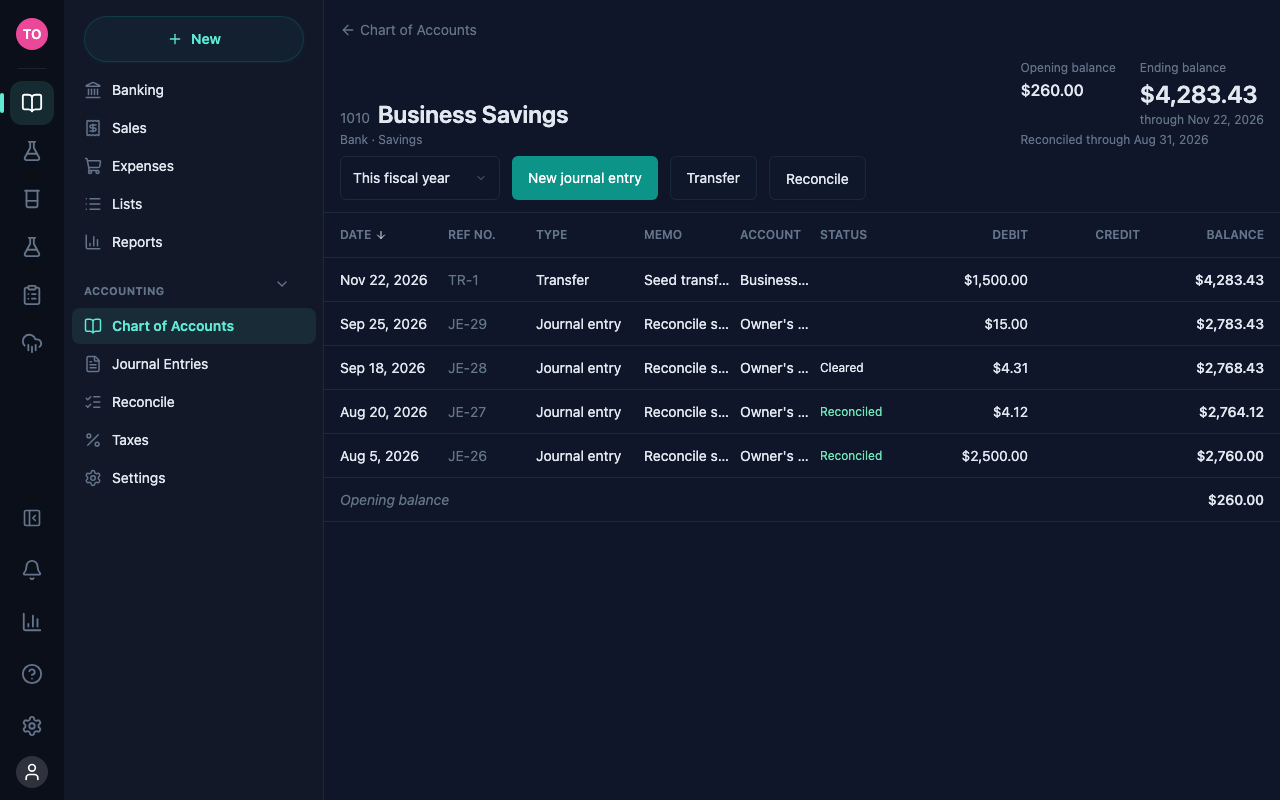 TO
New
Banking
Sales
Expenses
Lists
Reports
ACCOUNTING
Chart of Accounts
Journal Entries
Reconcile
Taxes
Settings
Chart of Accounts
1010 Business Savings
Bank · Savings
Opening balance
$260.00
Ending balance
$4,283.43
through Nov 22, 2026
Reconciled through Aug 31, 2026
This fiscal year New journal entry Transfer Reconcile
DATE REF NO. TYPE MEMO ACCOUNT STATUS DEBIT CREDIT BALANCE
Nov 22, 2026 TR-1 Transfer Seed transf... Business... $1,500.00 $4,283.43
Sep 25, 2026 JE-29 Journal entry Reconcile s... Owner's ... $15.00 $2,783.43
Sep 18, 2026 JE-28 Journal entry Reconcile s... Owner's ... Cleared $4.31 $2,768.43
Aug 20, 2026 JE-27 Journal entry Reconcile s... Owner's ... Reconciled $4.12 $2,764.12
Aug 5, 2026 JE-26 Journal entry Reconcile s... Owner's ... Reconciled $2,500.00 $2,760.00
Opening balance $260.00